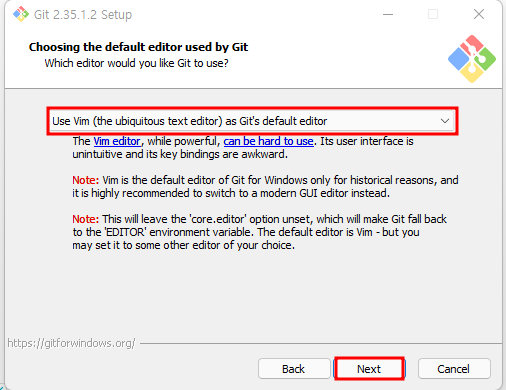 Git 2.35.1.2 Setup
Choosing the default editor used by Git
Which editor would you like Git to use?
Use Vim (the ubiquitous text editor) as Git's default editor
The Vim editor, while powerful, can be hard to use. Its user interface is
unintuitive and its key bindings are awkward.
Note: Vim is the default editor of Git for Windows only for historical reasons, and
it is highly recommended to switch to a modern GUI editor instead.
Note: This will leave the 'core.editor' option unset, which will make Git fall back
to the 'EDITOR' environment variable. The default editor is Vim - but you
may set it to some other editor of your choice.
https://gitforwindows.org/
Back
Next
Cancel